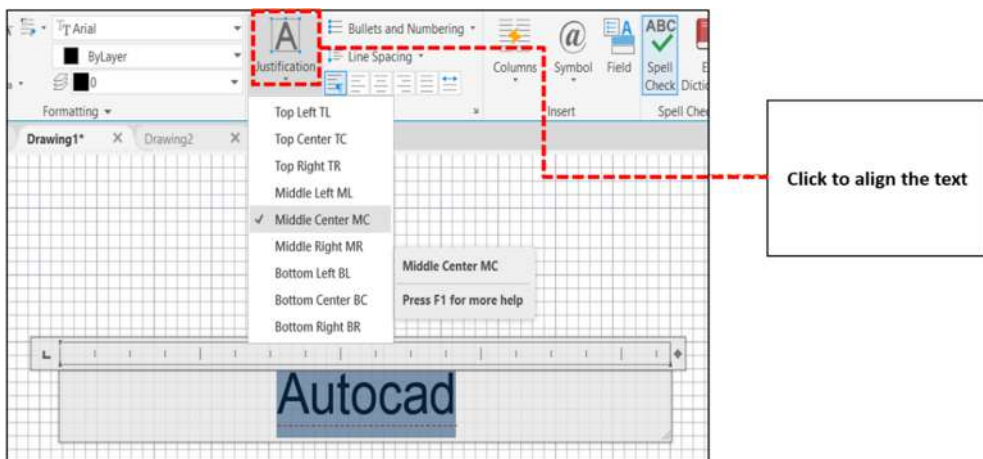 Arial
Bullets and Numbering
ABC
ByLayer
Justification
Line Spacing
Columns
Symbol
Field
Spell
Check
0
Formatting
Insert
Drawing1*
Drawing2
Top Left TL
Top Center TC
Top Right TR
Middle Left ML
Middle Center MC
Middle Right MR
Bottom Left BL
Bottom Center BC
Bottom Right BR
Middle Center MC
Press F1 for more help
Click to align the text
Autocad